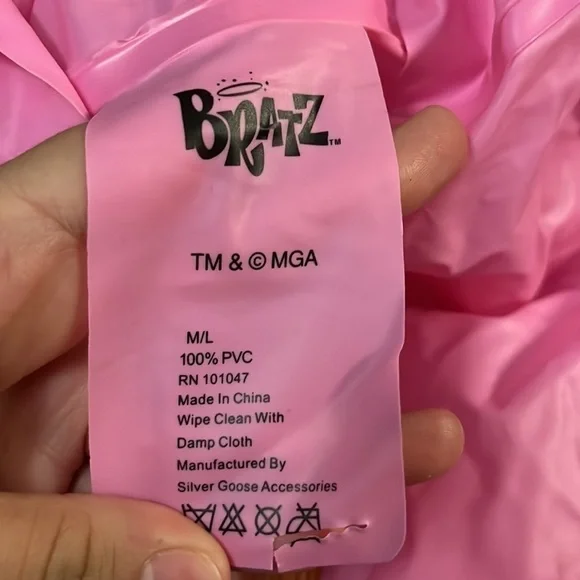 BRATZ™
TM & © MGA
M/L
100% PVC
RN 101047
Made In China
Wipe Clean With
Damp Cloth
Manufactured By
Silver Goose Accessories